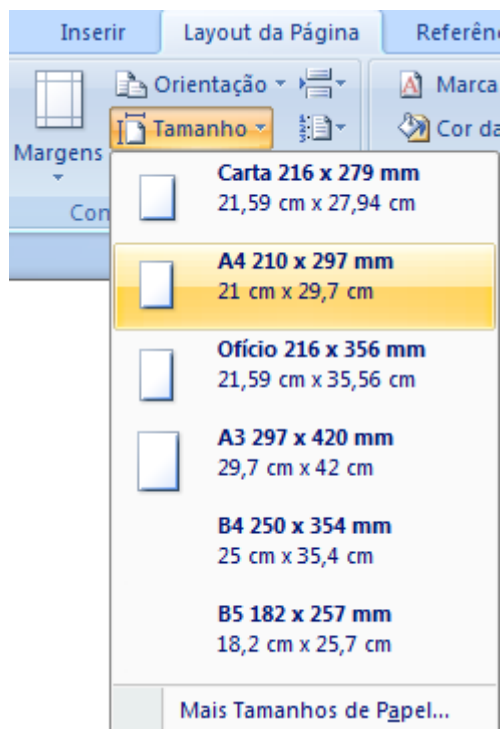 Inserir Layout da Página
Orientação Marca
Tamanho Cor da
Margens
Carta 216 x 279 mm
21,59 cm x 27,94 cm
A4 210 x 297 mm
21 cm x 29,7 cm
Ofício 216 x 356 mm
21,59 cm x 35,56 cm
A3 297 x 420 mm
29,7 cm x 42 cm
B4 250 x 354 mm
25 cm x 35,4 cm
B5 182 x 257 mm
18,2 cm x 25,7 cm
Mais Tamanhos de Papel...